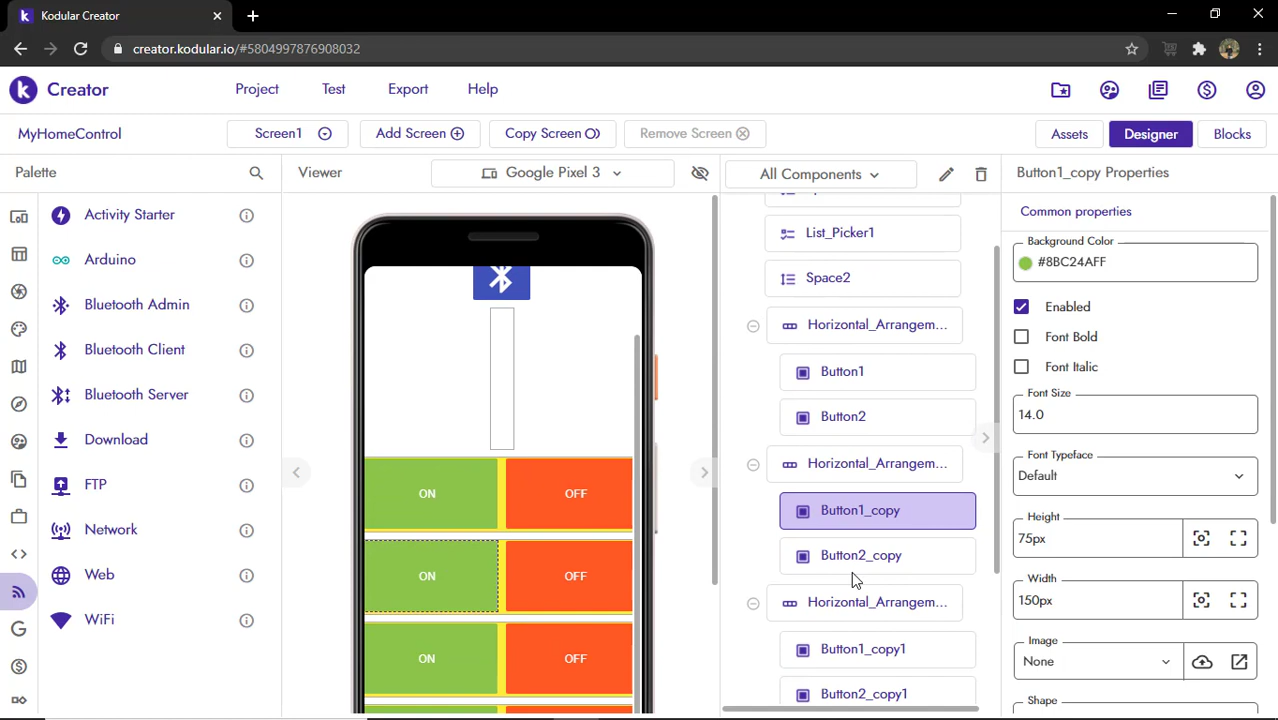 Kodular Creator
creator.kodular.io/#5804997876908032
k Creator
Project
Test
Export
Help
MyHomeControl
Screen1
Add Screen
Copy Screen
Remove Screen
Assets
Designer
Blocks
Palette
Viewer
Google Pixel 3
All Components
Button1_copy Properties
Activity Starter
Arduino
Bluetooth Admin
Bluetooth Client
Bluetooth Server
Download
FTP
Network
Web
WiFi
ON
OFF
ON
OFF
ON
OFF
List_Picker1
Space2
Horizontal_Arrangem...
Button1
Button2
Horizontal_Arrangem...
Button1_copy
Button2_copy
Horizontal_Arrangem...
Button1_copy1
Button2_copy1
Common properties
Background Color
#8BC24AFF
Enabled
Font Bold
Font Italic
Font Size
14.0
Font Typeface
Default
Height
75px
Width
150px
Image
None
Shape